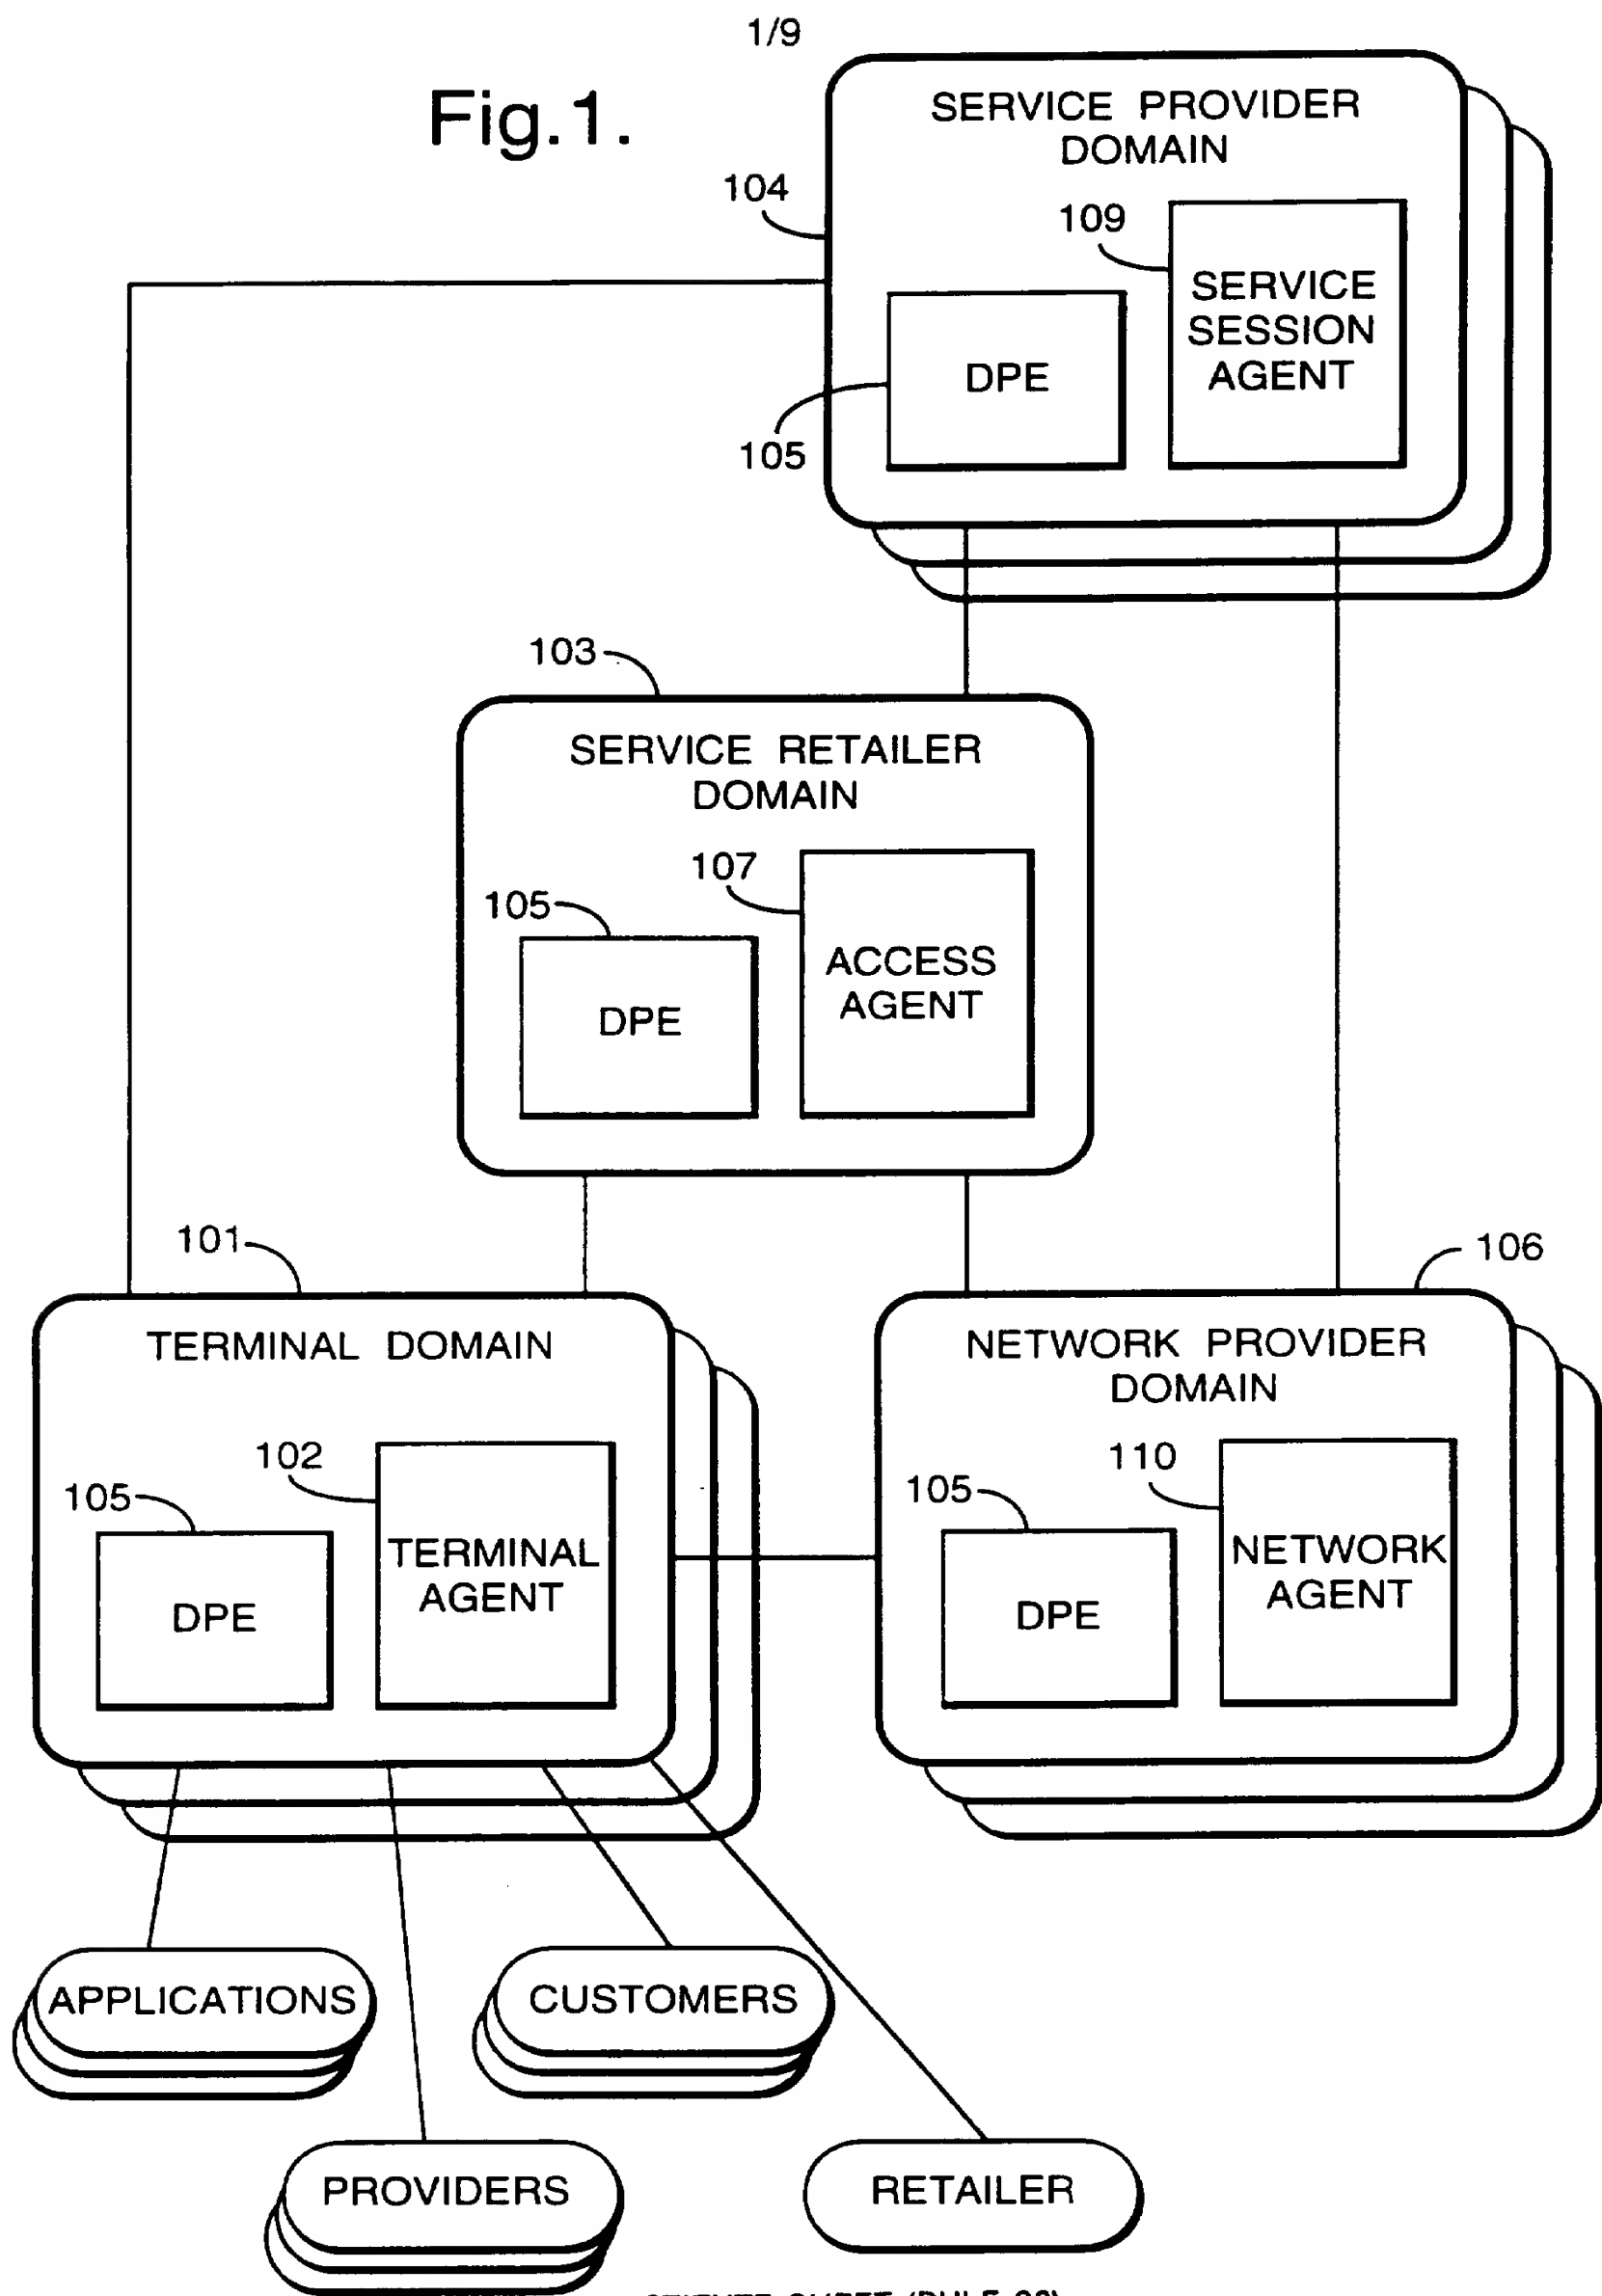 1/9
Fig.1.
SERVICE PROVIDER
DOMAIN
104
109
SERVICE
SESSION
AGENT
DPE
105
103
SERVICE RETAILER
DOMAIN
107
105
ACCESS
AGENT
DPE
101
106
TERMINAL DOMAIN
NETWORK PROVIDER
DOMAIN
102
105
TERMINAL
AGENT
DPE
110
105
NETWORK
AGENT
DPE
APPLICATIONS
CUSTOMERS
PROVIDERS
RETAILER